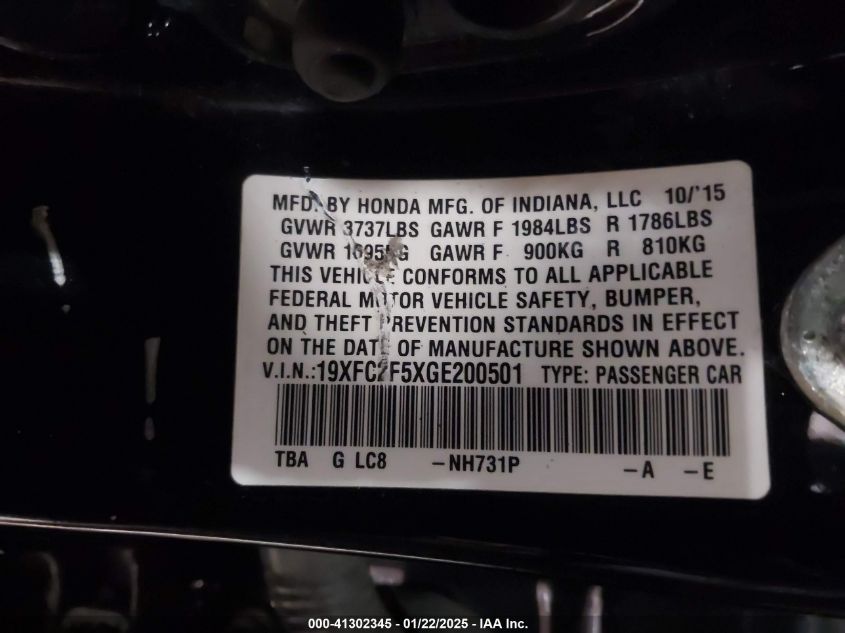 MFD. BY HONDA MFG. OF INDIANA, LLC 10/'15
GVWR 3737LBS GAWR F 1984LBS R 1786LBS
GVWR 1695KG GAWR F 900KG R 810KG
THIS VEHICLE CONFORMS TO ALL APPLICABLE
FEDERAL MOTOR VEHICLE SAFETY, BUMPER,
AND THEFT PREVENTION STANDARDS IN EFFECT
ON THE DATE OF MANUFACTURE SHOWN ABOVE.
V.I.N.:19XFC2F5XGE200501 TYPE: PASSENGER CAR
TBA G LC8 -NH731P -A -E
000-41302345 - 01/22/2025 - IAA Inc.